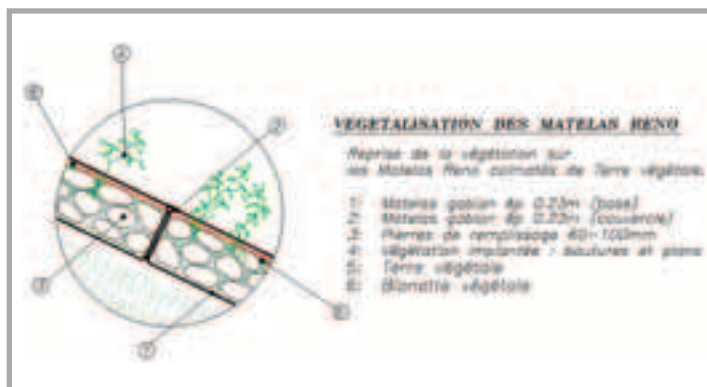 VEGETALISATION DES MATELAS RENO
Reprise de la végétation sur
les Matelas Reno colmatés de Terre végétale.
1) Matelas gabion ép 0.23m (base)
2) Matelas gabion ép 0.23m (couvercle)
3) Pierres de remplissage 60-100mm
4) Végétation implantée : boutures et plans
5) Terre végétale
6) végétale